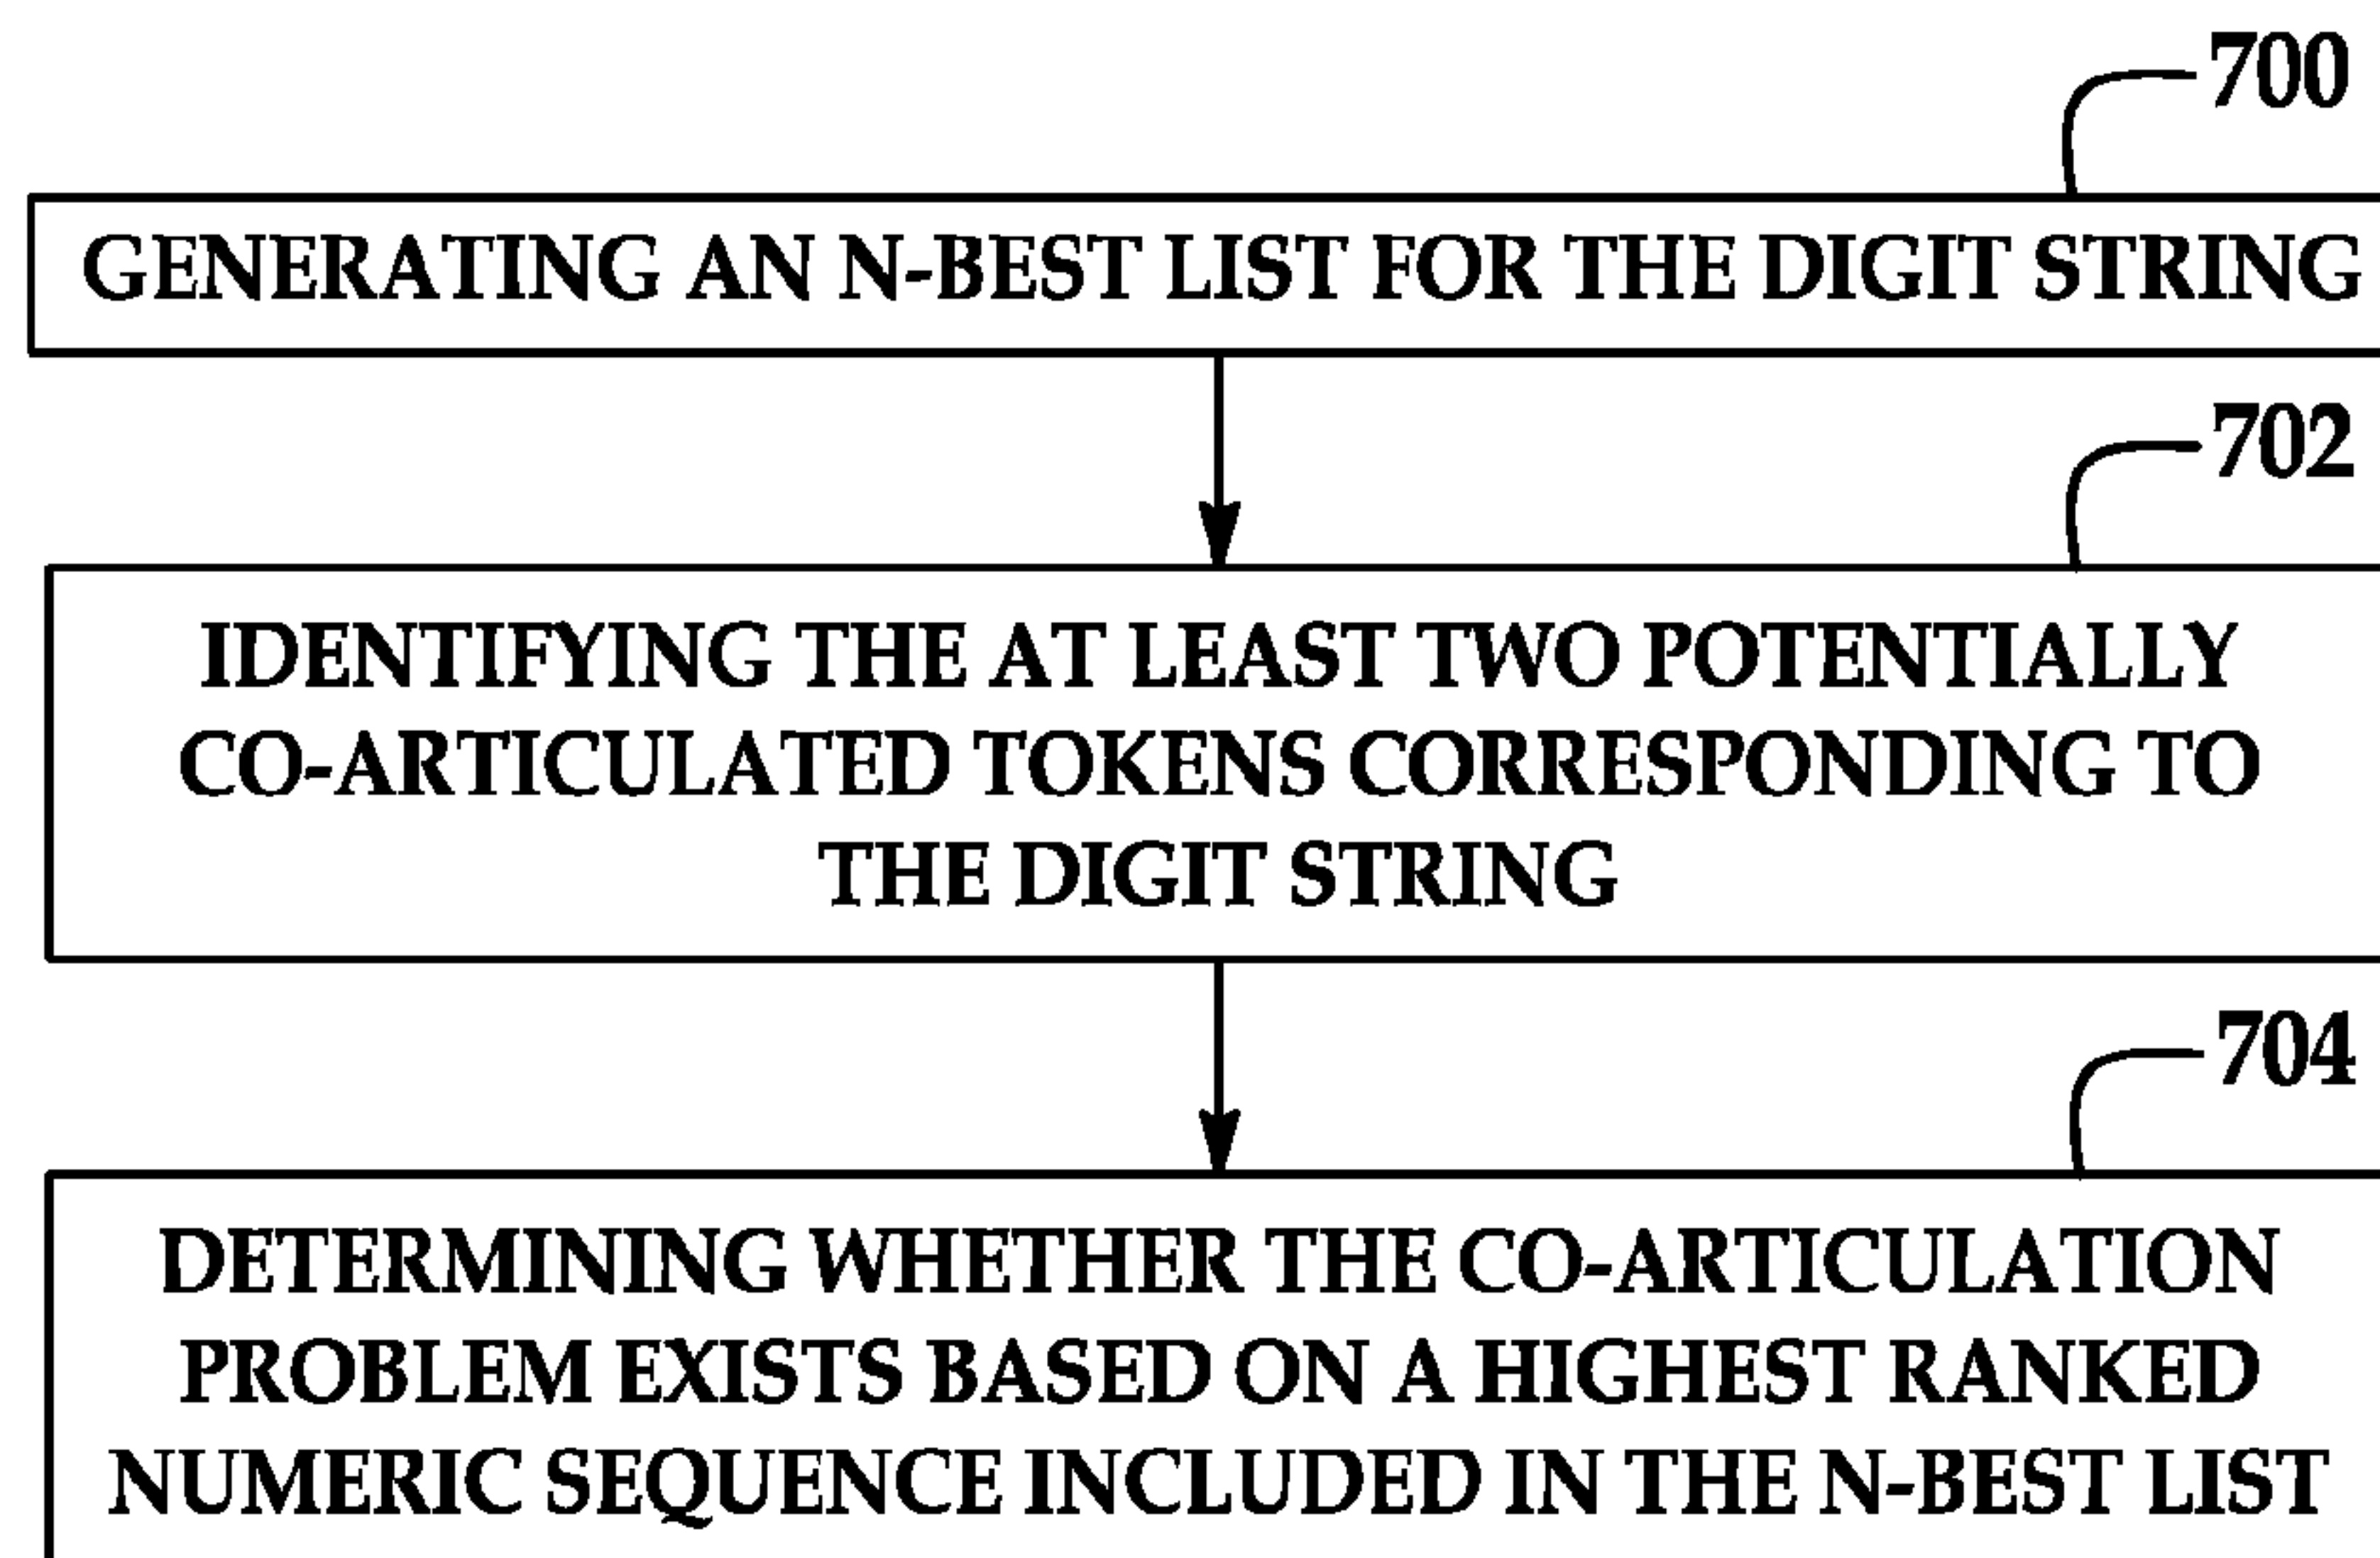 700
GENERATING AN N-BEST LIST FOR THE DIGIT STRING
702
IDENTIFYING THE AT LEAST TWO POTENTIALLY
CO-ARTICULATED TOKENS CORRESPONDING TO
THE DIGIT STRING
704
DETERMINING WHETHER THE CO-ARTICULATION
PROBLEM EXISTS BASED ON A HIGHEST RANKED
NUMERIC SEQUENCE INCLUDED IN THE N-BEST LIST